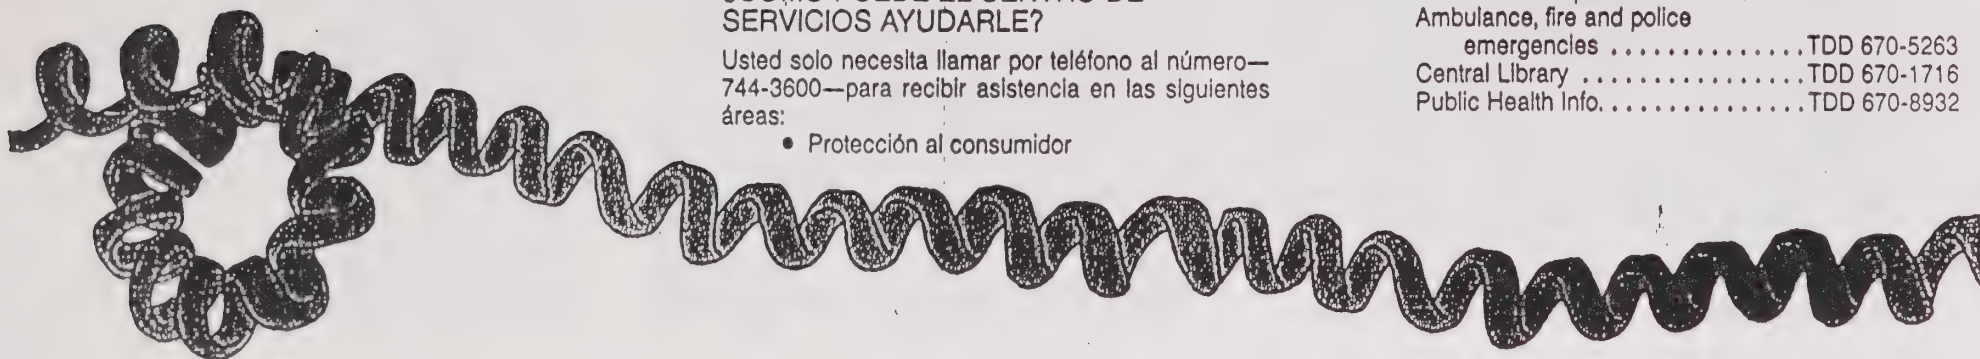 SERVICIOS AYUDARLE?
Usted solo necesita llamar por teléfono al número—
744-3600—para recibir asistencia en las siguientes
áreas:
• Protección al consumidor
Ambulance, fire and police
emergencies . . . . . . . . . . . . . . TDD 670-5263
Central Library . . . . . . . . . . . . . . . . TDD 670-1716
Public Health Info. . . . . . . . . . . . . . . TDD 670-8932